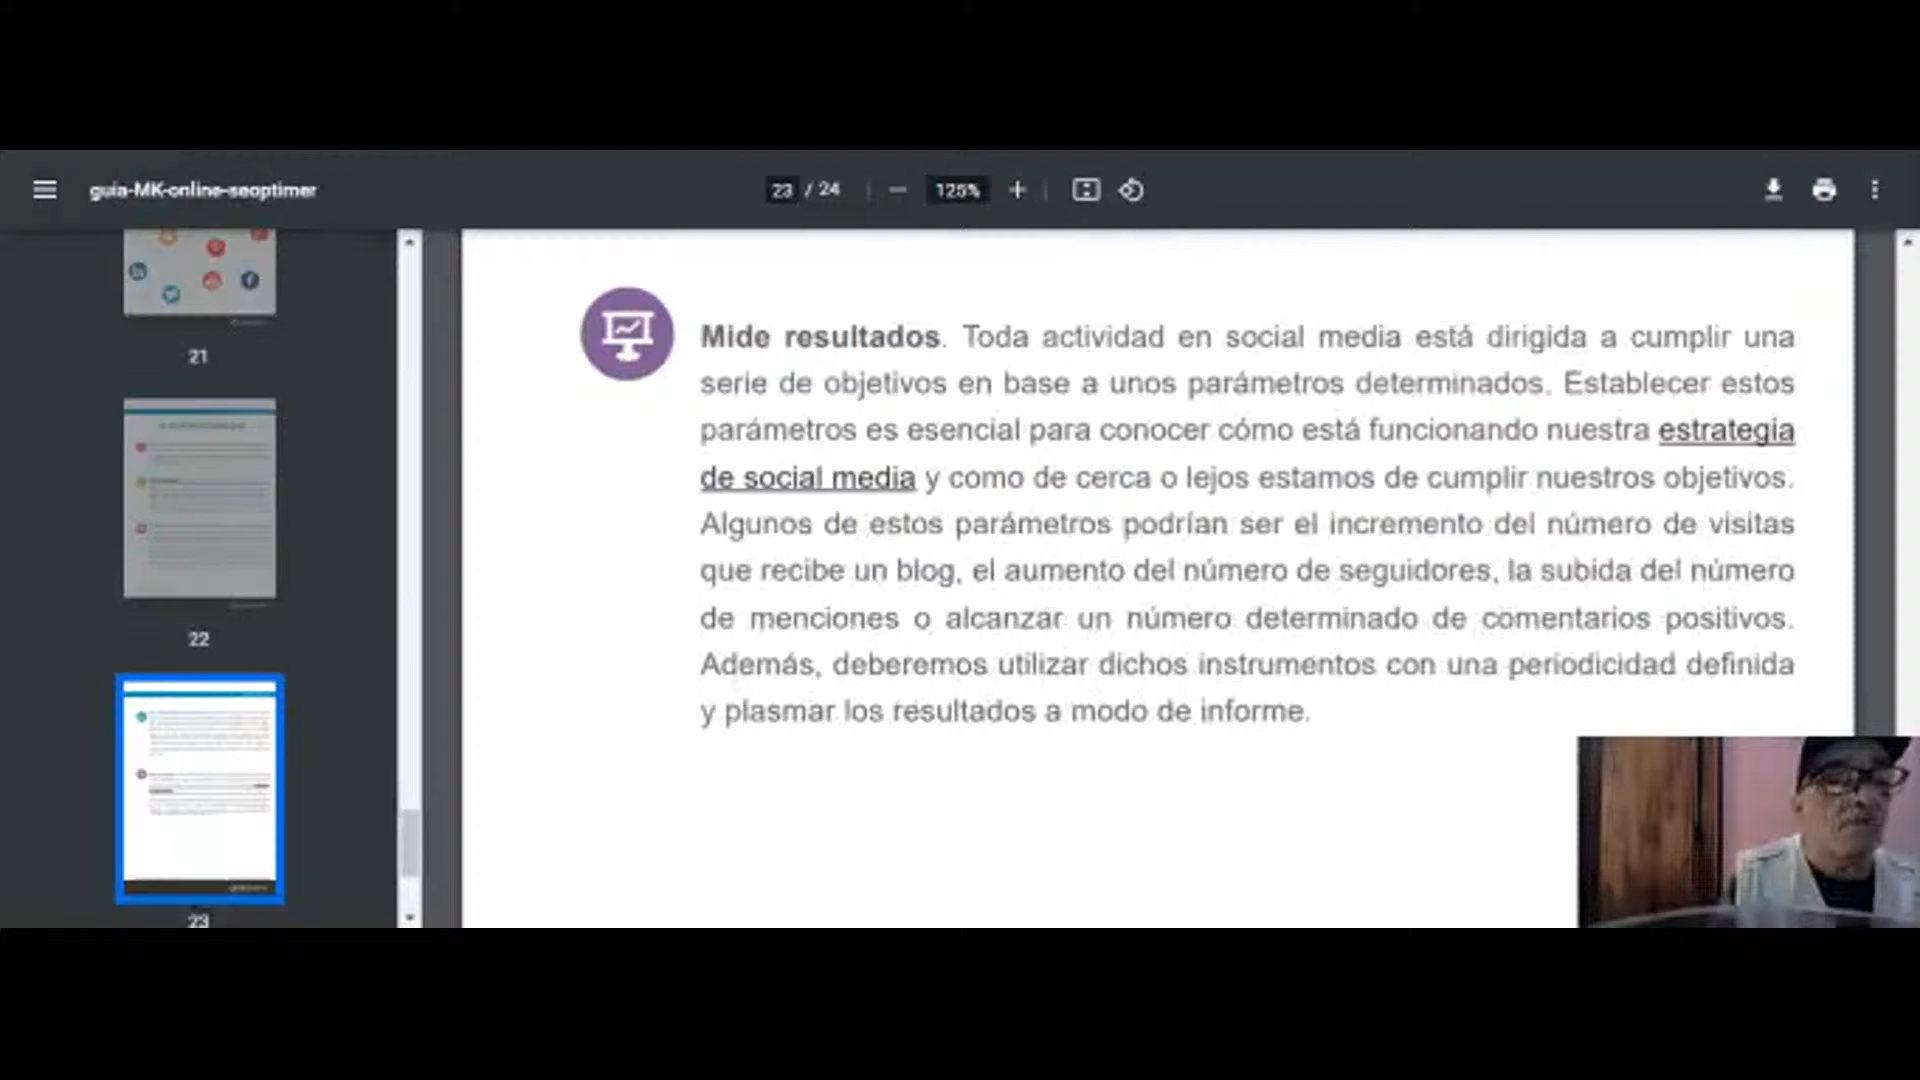 guia-MK-online-seoptimer
23 / 24
125%
21
22
23
Mide resultados. Toda actividad en social media está dirigida a cumplir una
serie de objetivos en base a unos parámetros determinados. Establecer estos
parámetros es esencial para conocer cómo está funcionando nuestra estrategia
de social media y como de cerca o lejos estamos de cumplir nuestros objetivos.
Algunos de estos parámetros podrían ser el incremento del número de visitas
que recibe un blog, el aumento del número de seguidores, la subida del número
de menciones o alcanzar un número determinado de comentarios positivos.
Además, deberemos utilizar dichos instrumentos con una periodicidad definida
y plasmar los resultados a modo de informe.